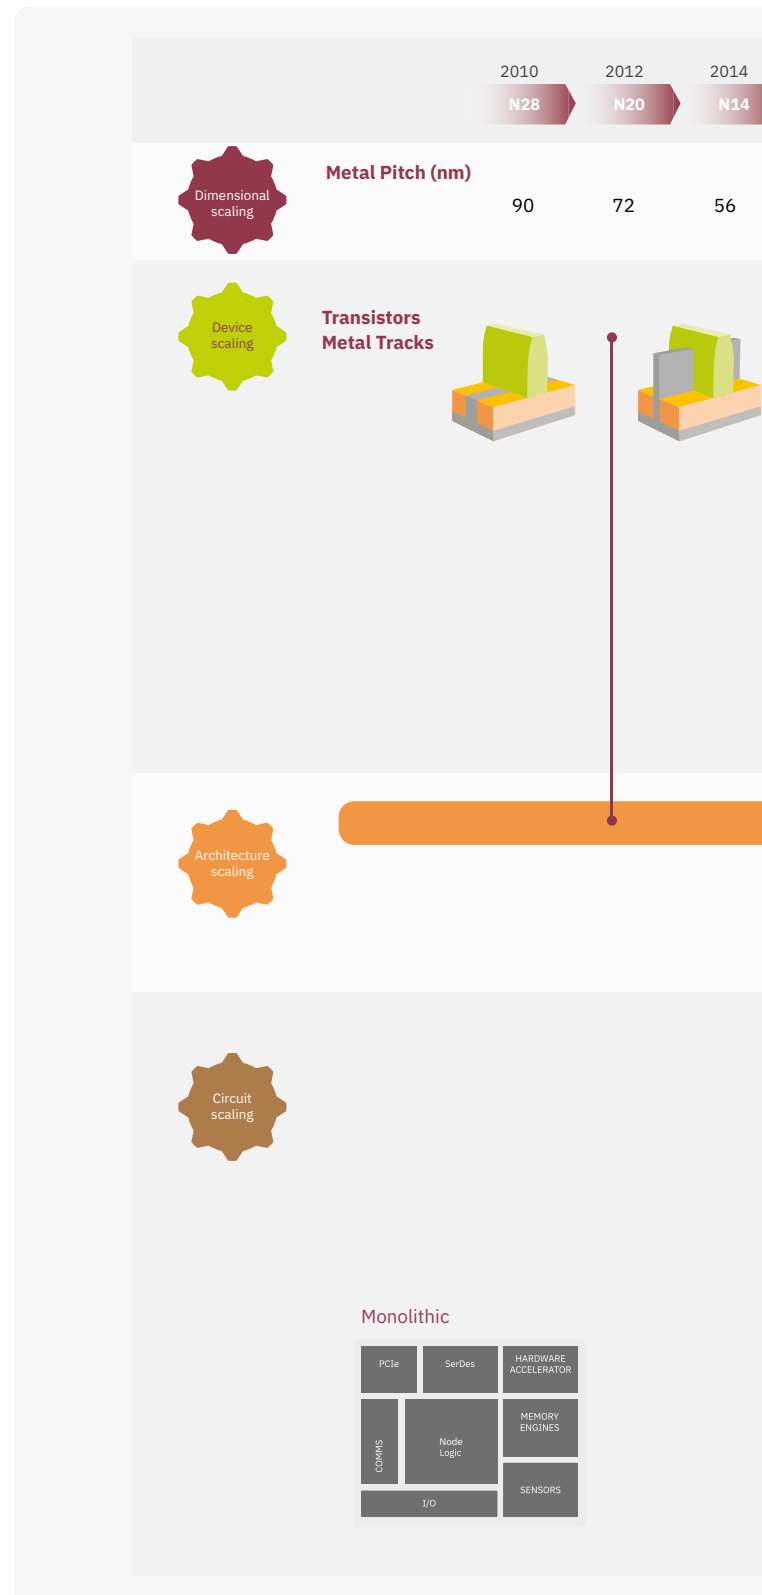 2010 2012 2014
N28 N20 N14
Dimensional
scaling
Metal Pitch (nm)
90 72 56
Device
scaling
Transistors
Metal Tracks
Architecture
scaling
Circuit
scaling
Monolithic
PCIe
SerDes
HARDWARE
ACCELERATOR
COMMS
Node
Logic
MEMORY
ENGINES
SENSORS
I/O